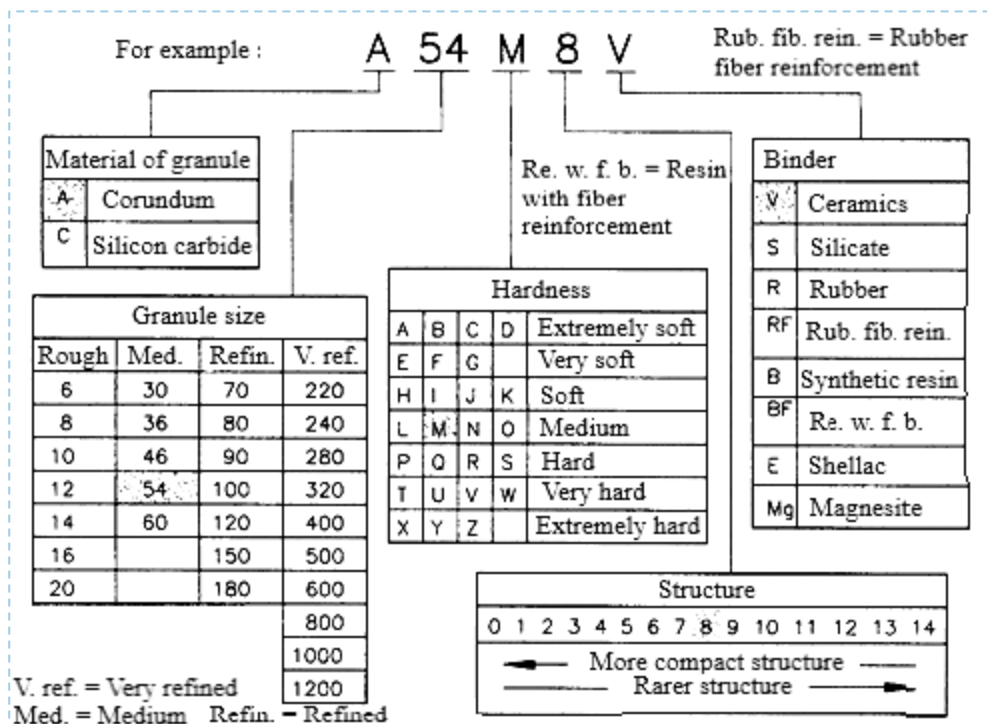 For example :
A 54 M 8 V
Rub. fib. rein. = Rubber
fiber reinforcement
Material of granule
A Corundum
C Silicon carbide
Re. w. f. b. = Resin
with fiber
reinforcement
Binder
V Ceramics
S Silicate
R Rubber
RF Rub. fib. rein.
B Synthetic resin
BF Re. w. f. b.
E Shellac
Mg Magnesite
Granule size
Rough Med. Refin. V. ref.
6 30 70 220
8 36 80 240
10 46 90 280
12 54 100 320
14 60 120 400
16 150 500
20 180 600
800
1000
1200
Hardness
A B C D Extremely soft
E F G Very soft
H I J K Soft
L M N O Medium
P Q R S Hard
T U V W Very hard
X Y Z Extremely hard
Structure
0 1 2 3 4 5 6 7 8 9 10 11 12 13 14
More compact structure
Rarer structure
V. ref. = Very refined
Med. = Medium Refin. = Refined